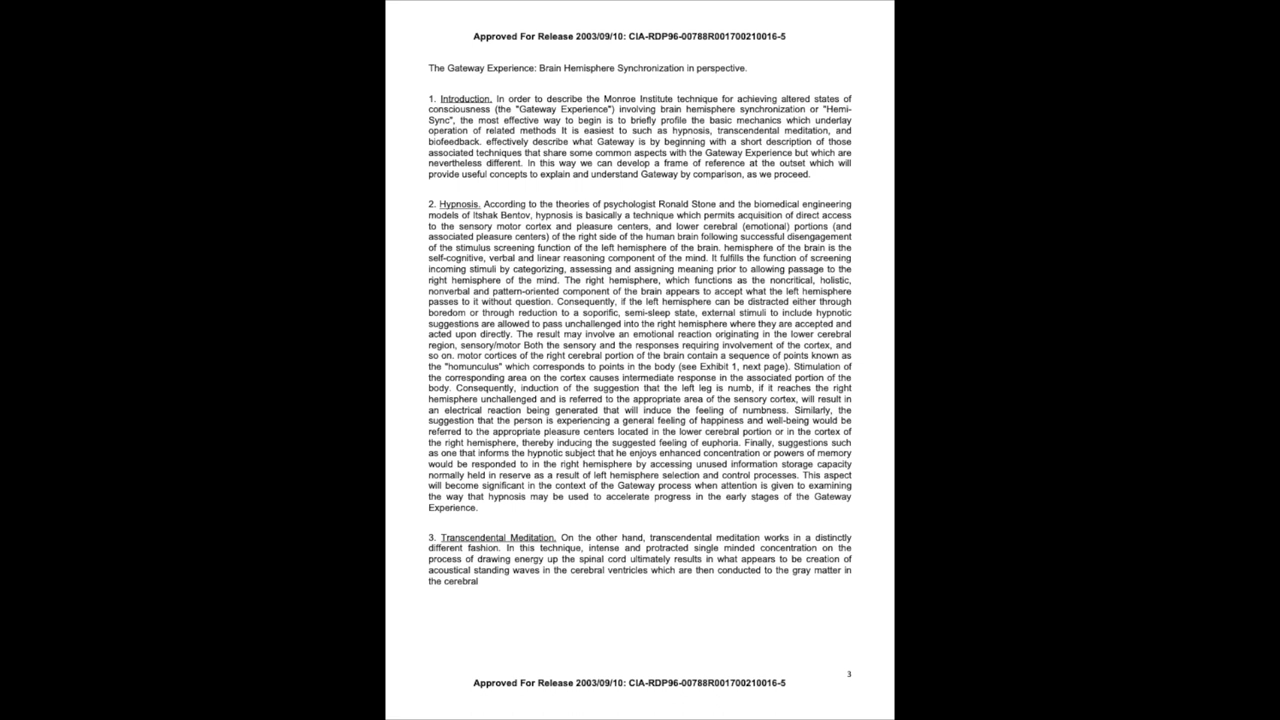 Approved For Release 2003/09/10: CIA-RDP96-00788R001700210016-5
The Gateway Experience: Brain Hemisphere Synchronization in perspective.
1. Introduction. In order to describe the Monroe Institute technique for achieving altered states of
consciousness (the "Gateway Experience") involving brain hemisphere synchronization or "Hemi-
Sync", the most effective way to begin is to briefly profile the basic mechanics which underlay
operation of related methods It is easiest to such as hypnosis, transcendental meditation, and
biofeedback. effectively describe what Gateway is by beginning with a short description of those
associated techniques that share some common aspects with the Gateway Experience but which are
nevertheless different. In this way we can develop a frame of reference at the outset which will
provide useful concepts to explain and understand Gateway by comparison, as we proceed.
2. Hypnosis. According to the theories of psychologist Ronald Stone and the biomedical engineering
models of Itshak Bentov, hypnosis is basically a technique which permits acquisition of direct access
to the sensory motor cortex and pleasure centers, and lower cerebral (emotional) portions (and
associated pleasure centers) of the right side of the human brain following successful disengagement
of the stimulus screening function of the left hemisphere of the brain. hemisphere of the brain is the
self-cognitive, verbal and linear reasoning component of the mind. It fulfills the function of screening
incoming stimuli by categorizing, assessing and assigning meaning prior to allowing passage to the
right hemisphere of the mind. The right hemisphere, which functions as the noncritical, holistic,
nonverbal and pattern-oriented component of the brain appears to accept what the left hemisphere
passes to it without question. Consequently, if the left hemisphere can be distracted either through
boredom or through reduction to a soporific, semi-sleep state, external stimuli to include hypnotic
suggestions are allowed to pass unchallenged into the right hemisphere where they are accepted and
acted upon directly. The result may involve an emotional reaction originating in the lower cerebral
region, sensory/motor Both the sensory and the responses requiring involvement of the cortex, and
so on. motor cortices of the right cerebral portion of the brain contain a sequence of points known as
the "homunculus" which corresponds to points in the body (see Exhibit 1, next page). Stimulation of
the corresponding area on the cortex causes intermediate response in the associated portion of the
body. Consequently, induction of the suggestion that the left leg is numb, if it reaches the right
hemisphere unchallenged and is referred to the appropriate area of the sensory cortex, will result in
an electrical reaction being generated that will induce the feeling of numbness. Similarly, the
suggestion that the person is experiencing a general feeling of happiness and well-being would be
referred to the appropriate pleasure centers located in the lower cerebral portion or in the cortex of
the right hemisphere, thereby inducing the suggested feeling of euphoria. Finally, suggestions such
as one that informs the hypnotic subject that he enjoys enhanced concentration or powers of memory
would be responded to in the right hemisphere by accessing unused information storage capacity
normally held in reserve as a result of left hemisphere selection and control processes. This aspect
will become significant in the context of the Gateway process when attention is given to examining
the way that hypnosis may be used to accelerate progress in the early stages of the Gateway
Experience.
3. Transcendental Meditation. On the other hand, transcendental meditation works in a distinctly
different fashion. In this technique, intense and protracted single minded concentration on the
process of drawing energy up the spinal cord ultimately results in what appears to be creation of
acoustical standing waves in the cerebral ventricles which are then conducted to the gray matter in
the cerebral
3
Approved For Release 2003/09/10: CIA-RDP96-00788R001700210016-5